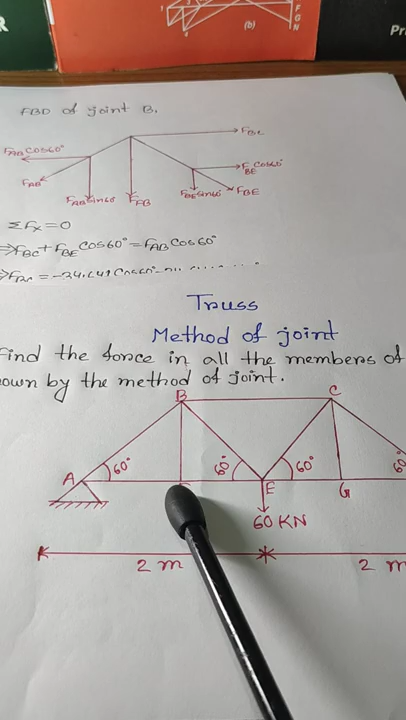 (b)
F
G
N
FBD of joint B.
FBC
FAB COS60°
FBE COS60°
FAB
FAB sin60
FFB
FBE sin60°
FBE
ΣFx=0
⇒FBC+FBE COS60°=FAB COS60°
Truss
Method of joint
Find the force in all the members of
own by the method of joint.
B
C
A
60°
60°
60°
60
E
G
60 KN
2 m
2 m